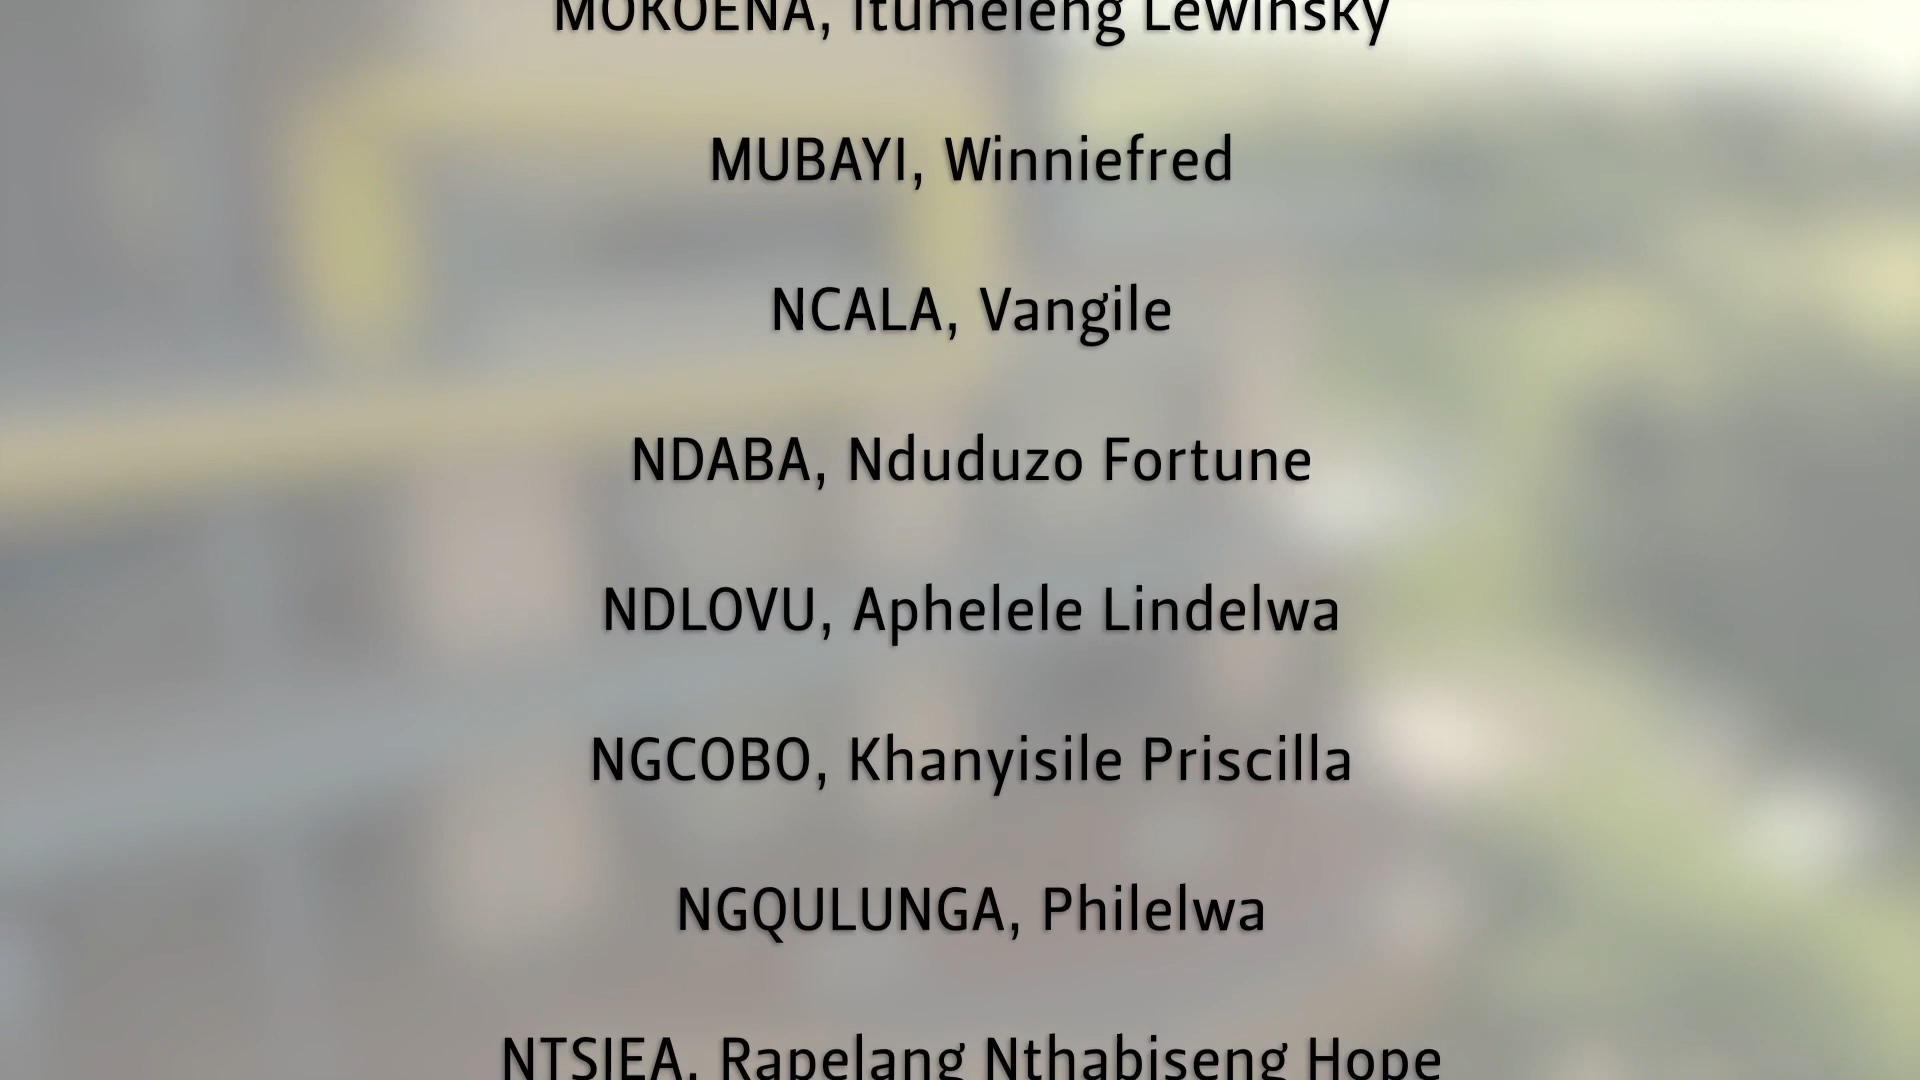 MOKOENA, Itumeleng Lewinsky
MUBAYI, Winniefred
NCALA, Vangile
NDABA, Nduduzo Fortune
NDLOVU, Aphelele Lindelwa
NGCOBO, Khanyisile Priscilla
NGQULUNGA, Philelwa
NTSIEA, Rapelang Nthabiseng Hope